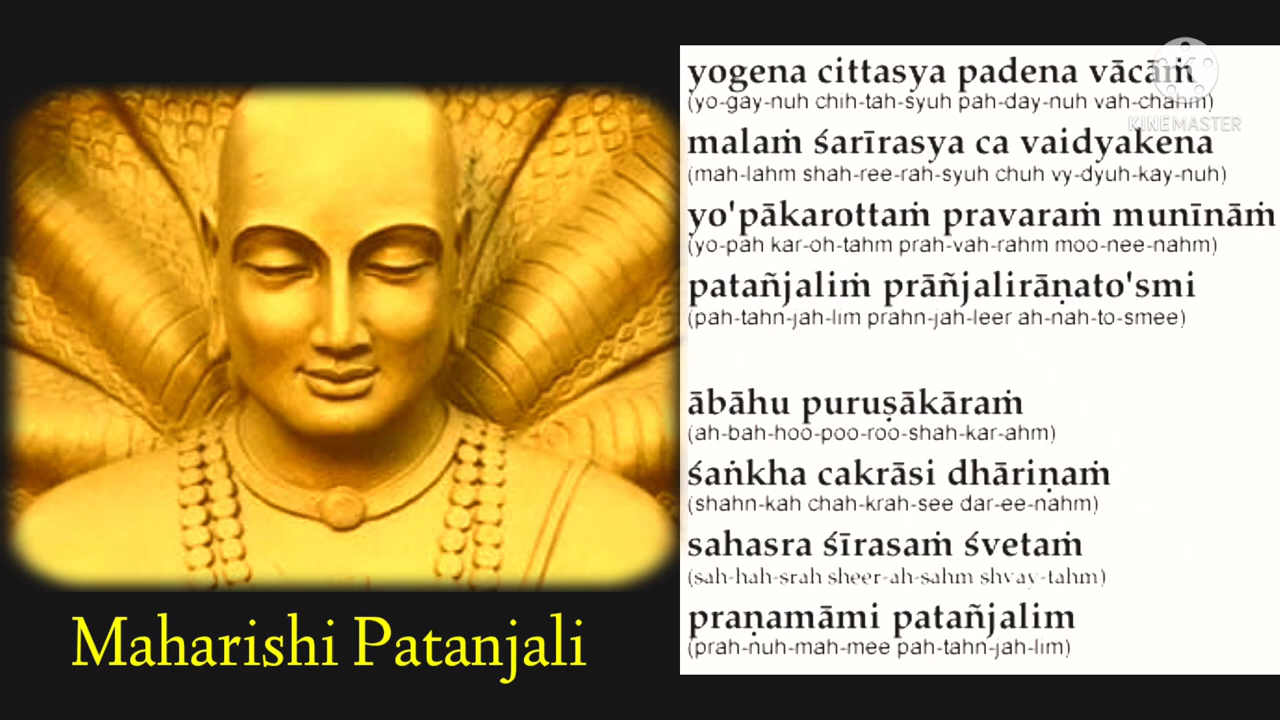 yogena cittasya padena vācāṁ
(yo-gay-nuh chih-tah-syuh pah-day-nuh vah-chahm)
malaṁ śarīrasya ca vaidyakena
(mah-lahm shah-ree-rah-syuh chuh vy-dyuh-kay-nuh)
yo'pākarottaṁ pravaraṁ munīnāṁ
(yo-pah kar-oh-tahm prah-vah-rahm moo-nee-nahm)
patañjaliṁ prāñjalirāṇato'smi
(pah-tahn-jah-lim prahn-jah-leer ah-nah-to-smee)
ābāhu puruṣākāraṁ
(ah-bah-hoo-poo-roo-shah-kar-ahm)
śaṅkha cakrāsi dhāriṇaṁ
(shahn-kah chah-krah-see dar-ee-nahm)
sahasra śīrasaṁ śvetaṁ
(sah-hah-srah sheer-ah-sahm shvay-tahm)
praṇamāmi patañjalim
(prah-nuh-mah-mee pah-tahn-jah-lim)
Maharishi Patanjali
K
KINEMASTER